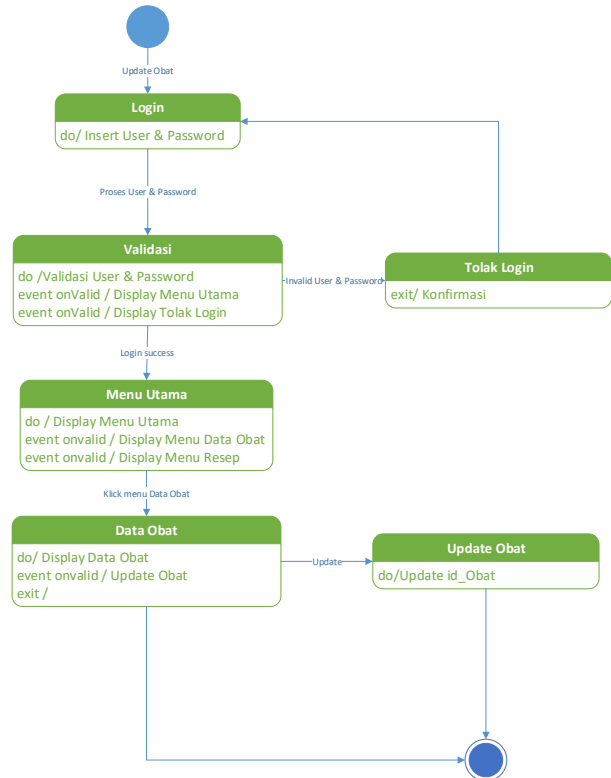 Update Obat
Login
do/ Insert User & Password
Proses User & Password
Validasi
do /Validasi User & Password
event onValid / Display Menu Utama
event onValid / Display Tolak Login
Invalid User & Password
Tolak Login
exit/ Konfirmasi
Login success
Menu Utama
do / Display Menu Utama
event onvalid / Display Menu Data Obat
event onvalid / Display Menu Resep
Klick menu Data Obat
Data Obat
do/ Display Data Obat
event onvalid / Update Obat
exit /
Update
Update Obat
do/Update id_Obat